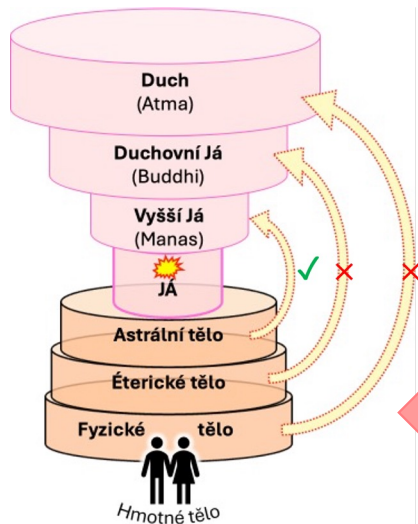 Duch
(Atma)
Duchovní Já
(Buddhi)
Vyšší Já
(Manas)
JÁ
Astrální tělo
Éterické tělo
Fyzické tělo
Hmotné tělo